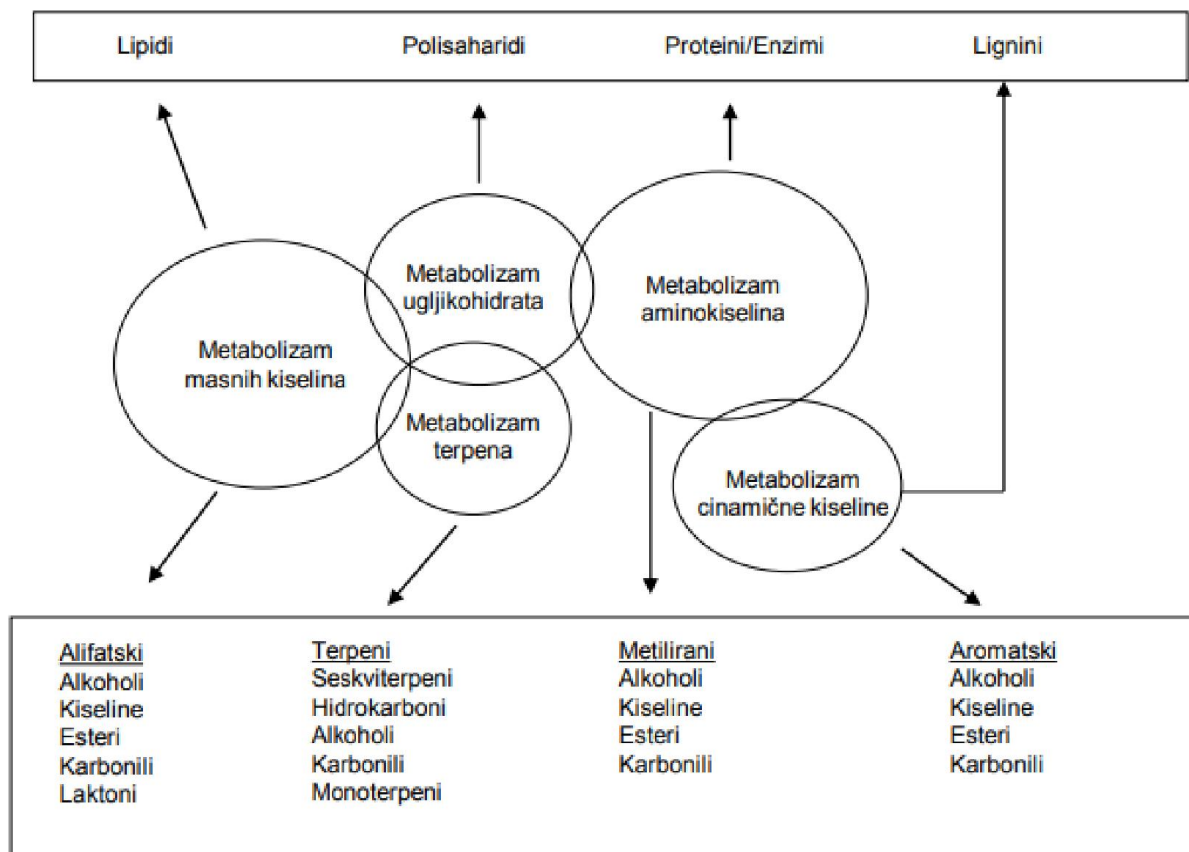 Lipidi
Polisaharidi
Proteini/Enzimi
Lignini
Metabolizam
ugljikohidrata
Metabolizam
aminokiselina
Metabolizam
masnih kiselina
Metabolizam
terpena
Metabolizam
cinamične kiseline
Alifatski
Alkoholi
Kiseline
Esteri
Karbonili
Laktoni
Terpeni
Seskviterpeni
Hidrokarboni
Alkoholi
Karbonili
Monoterpeni
Metilirani
Alkoholi
Kiseline
Esteri
Karbonili
Aromatski
Alkoholi
Kiseline
Esteri
Karbonili